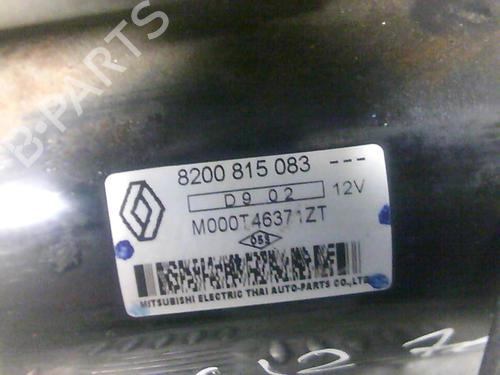 B-PARTS
8200 815 083 ---
D9 02
12V
M000T46371ZT
MITSUBISHI ELECTRIC THAI AUTO-PARTS CO.,LTD.